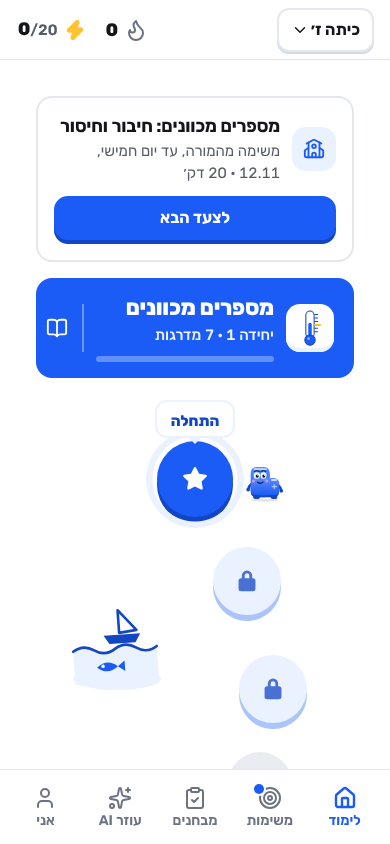 כיתה ז׳
0
0/20
מספרים מכוונים: חיבור וחיסור
משימה מהמורה, עד יום חמישי,
12.11 • 20 דק׳
לצעד הבא
מספרים מכוונים
יחידה 1 • 7 מדרגות
התחלה
לימוד
משימות
מבחנים
עוזר AI
אני